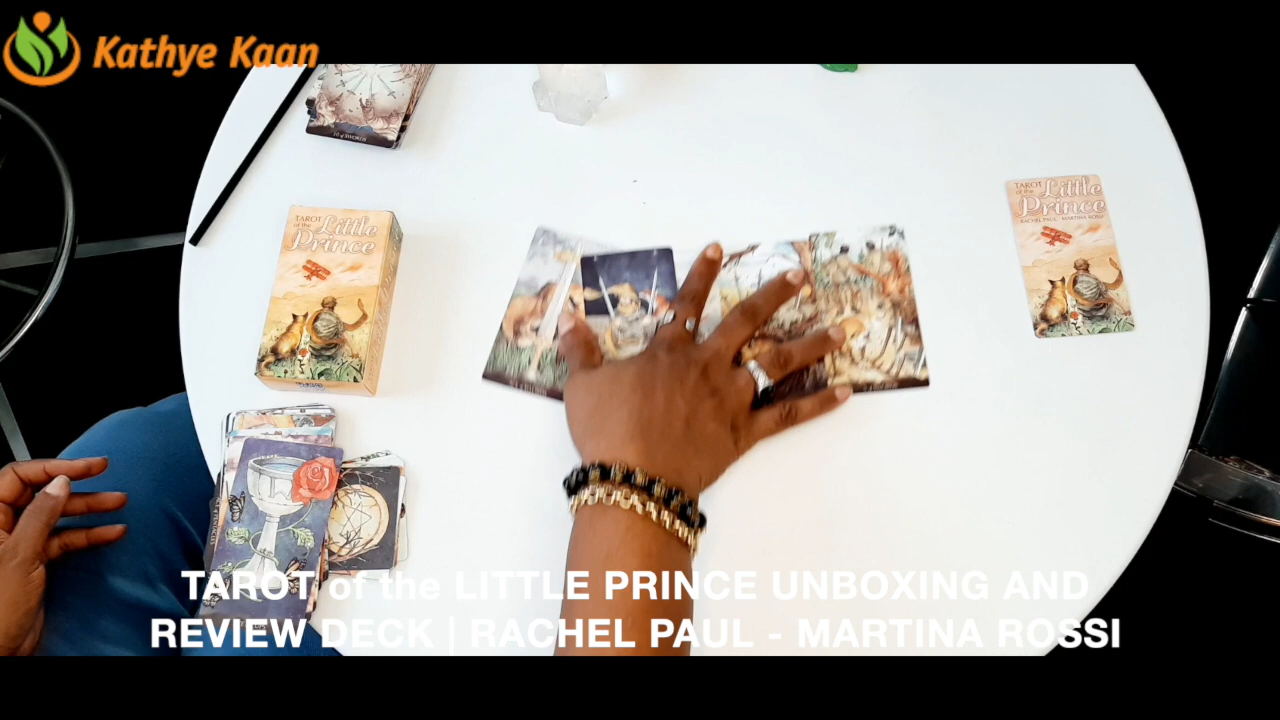 Kathye Kaan
TAROT
of the
Little
Prince
TAROT
of the
Little
Prince
RACHEL PAUL MARTINA ROSSI
TAROT of the LITTLE PRINCE UNBOXING AND
REVIEW DECK | RACHEL PAUL - MARTINA ROSSI